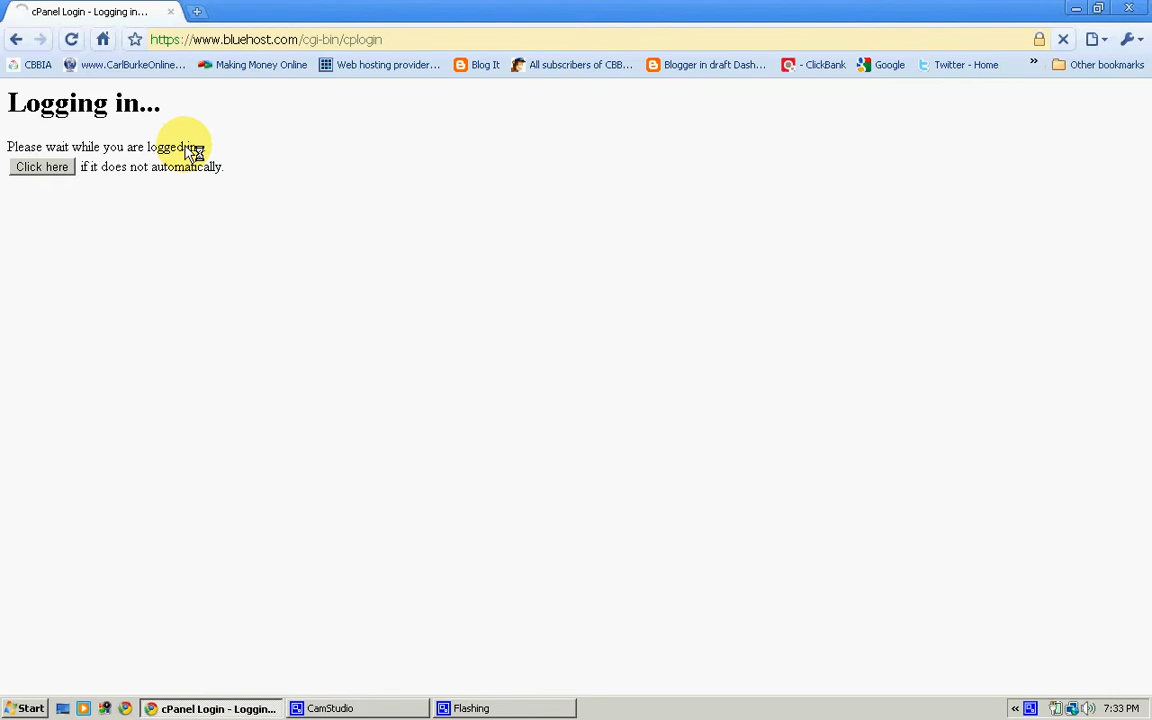 cPanel Login - Logging in...
https://www.bluehost.com/cgi-bin/cplogin
CBBIA www.CarlBurkeOnline... Making Money Online Web hosting provider... Blog It All subscribers of CBB... Blogger in draft Dash... - ClickBank Google Twitter - Home » Other bookmarks
Logging in...
Please wait while you are logged in
Click here if it does not automatically.
Start cPanel Login - Loggin... CamStudio Flashing « 7:33 PM